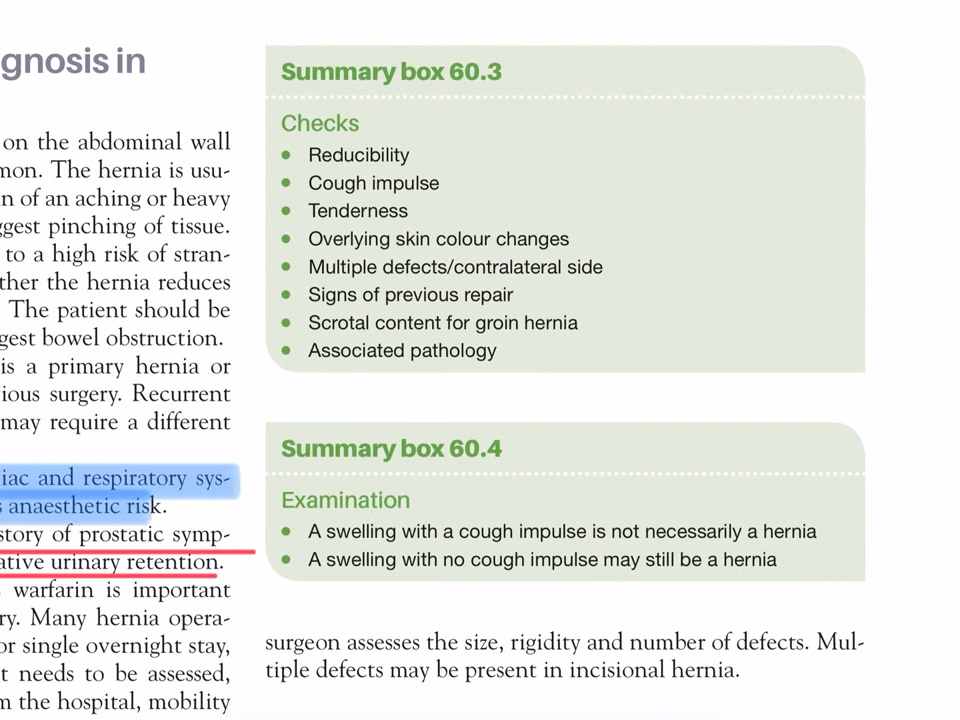 gnosis in
on the abdominal wall
mon. The hernia is usu-
n of an aching or heavy
ggest pinching of tissue.
to a high risk of stran-
ther the hernia reduces
The patient should be
gest bowel obstruction.
is a primary hernia or
ious surgery. Recurrent
may require a different
iac and respiratory sys-
s anaesthetic risk.
story of prostatic symp-
ative urinary retention.
warfarin is important
ry. Many hernia opera-
or single overnight stay,
t needs to be assessed,
m the hospital, mobility
Summary box 60.3
Checks
• Reducibility
• Cough impulse
• Tenderness
• Overlying skin colour changes
• Multiple defects/contralateral side
• Signs of previous repair
• Scrotal content for groin hernia
• Associated pathology
Summary box 60.4
Examination
• A swelling with a cough impulse is not necessarily a hernia
• A swelling with no cough impulse may still be a hernia
surgeon assesses the size, rigidity and number of defects. Mul-
tiple defects may be present in incisional hernia.